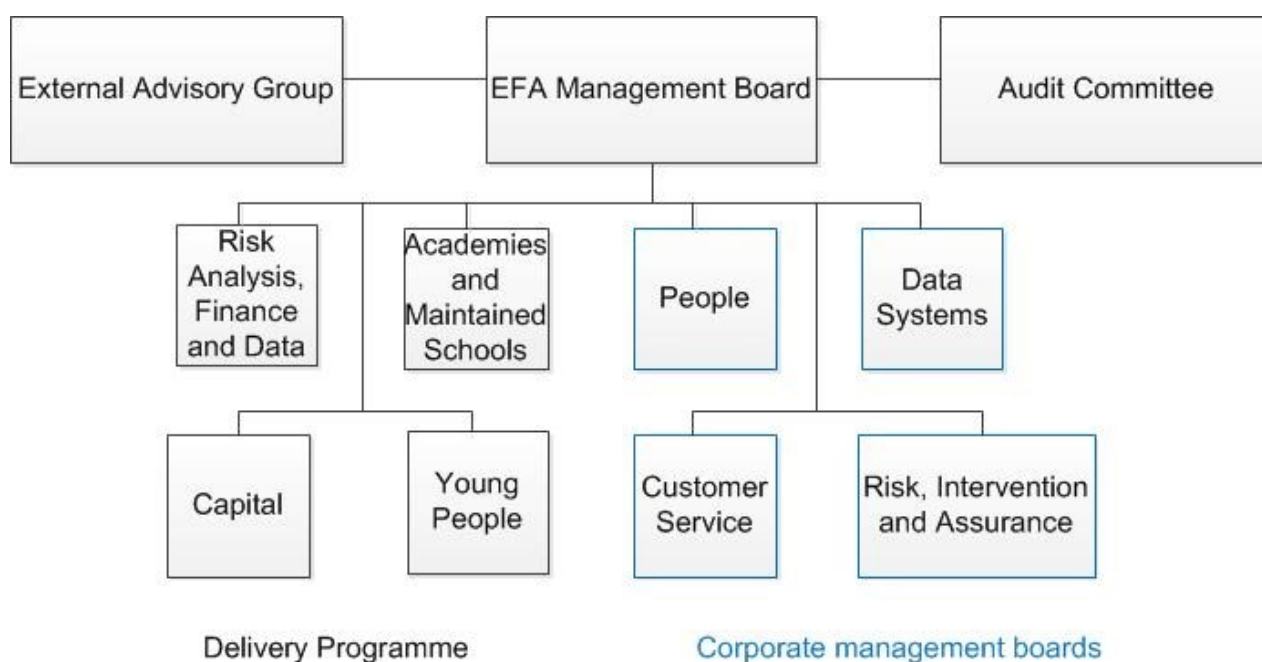 External Advisory Group
EFA Management Board
Audit Committee
Risk
Analysis,
Finance
and Data
Academies
and
Maintained
Schools
People
Data
Systems
Capital
Young
People
Customer
Service
Risk, Intervention
and Assurance
Delivery Programme
Corporate management boards